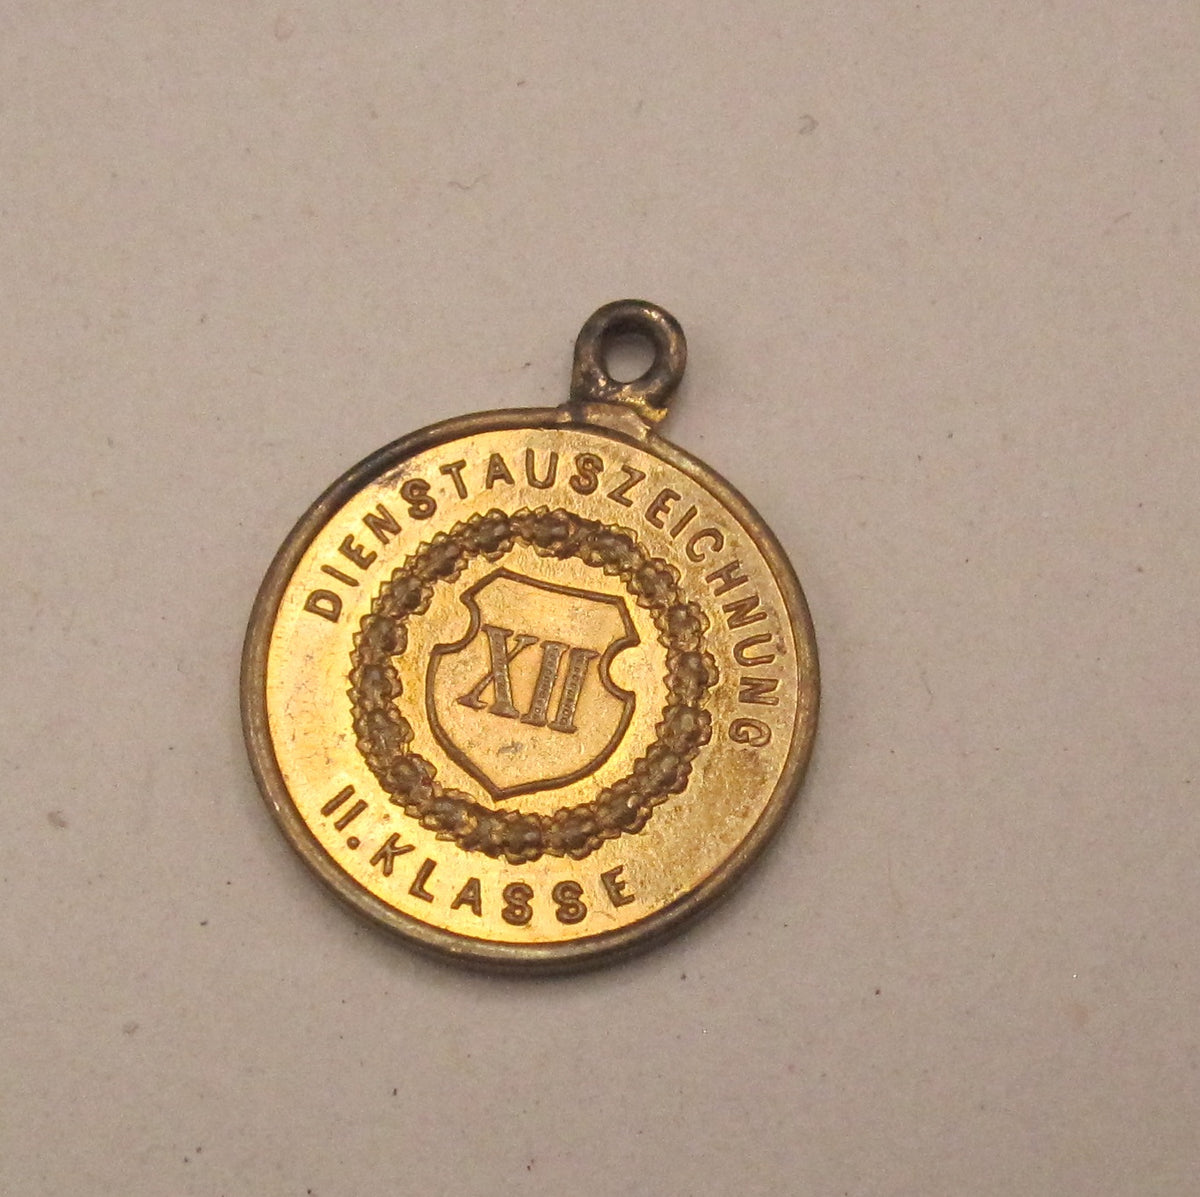 DIENSTAUSZEICHNUNG
XII
II. KLASSE